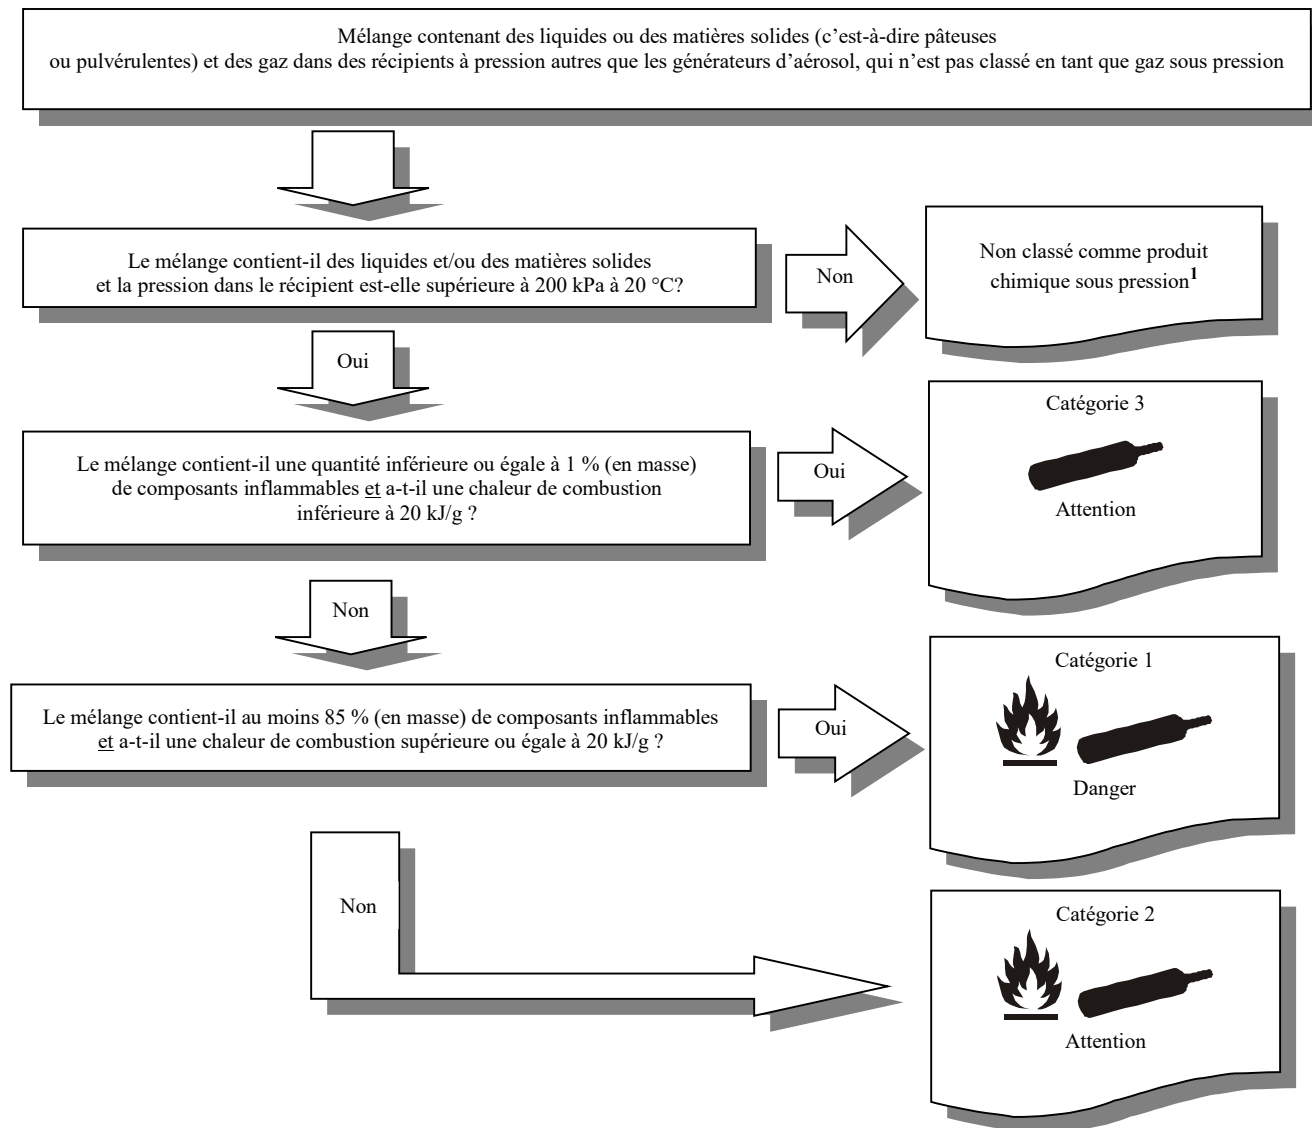 Mélange contenant des liquides ou des matières solides (c’est-à-dire pâteuses
ou pulvérulentes) et des gaz dans des récipients à pression autres que les générateurs d’aérosol, qui n’est pas classé en tant que gaz sous pression
Le mélange contient-il des liquides et/ou des matières solides
et la pression dans le récipient est-elle supérieure à 200 kPa à 20 °C?
Non
Non classé comme produit
chimique sous pression1
Oui
Le mélange contient-il une quantité inférieure ou égale à 1 % (en masse)
de composants inflammables et a-t-il une chaleur de combustion
inférieure à 20 kJ/g ?
Oui
Catégorie 3
Attention
Non
Le mélange contient-il au moins 85 % (en masse) de composants inflammables
et a-t-il une chaleur de combustion supérieure ou égale à 20 kJ/g ?
Oui
Catégorie 1
Danger
Non
Catégorie 2
Attention